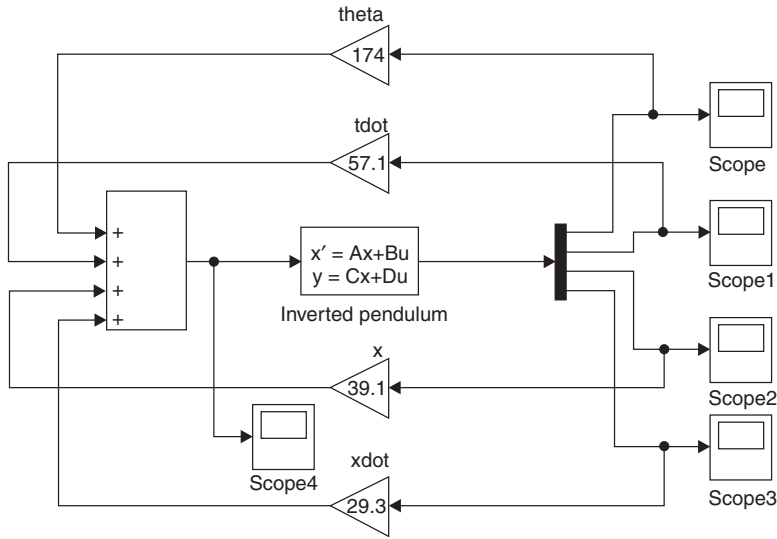 theta
174
Scope
tdot
57.1
+
+
+
+
x′ = Ax+Bu
y = Cx+Du
Inverted pendulum
Scope1
x
39.1
Scope2
Scope4
xdot
29.3
Scope3